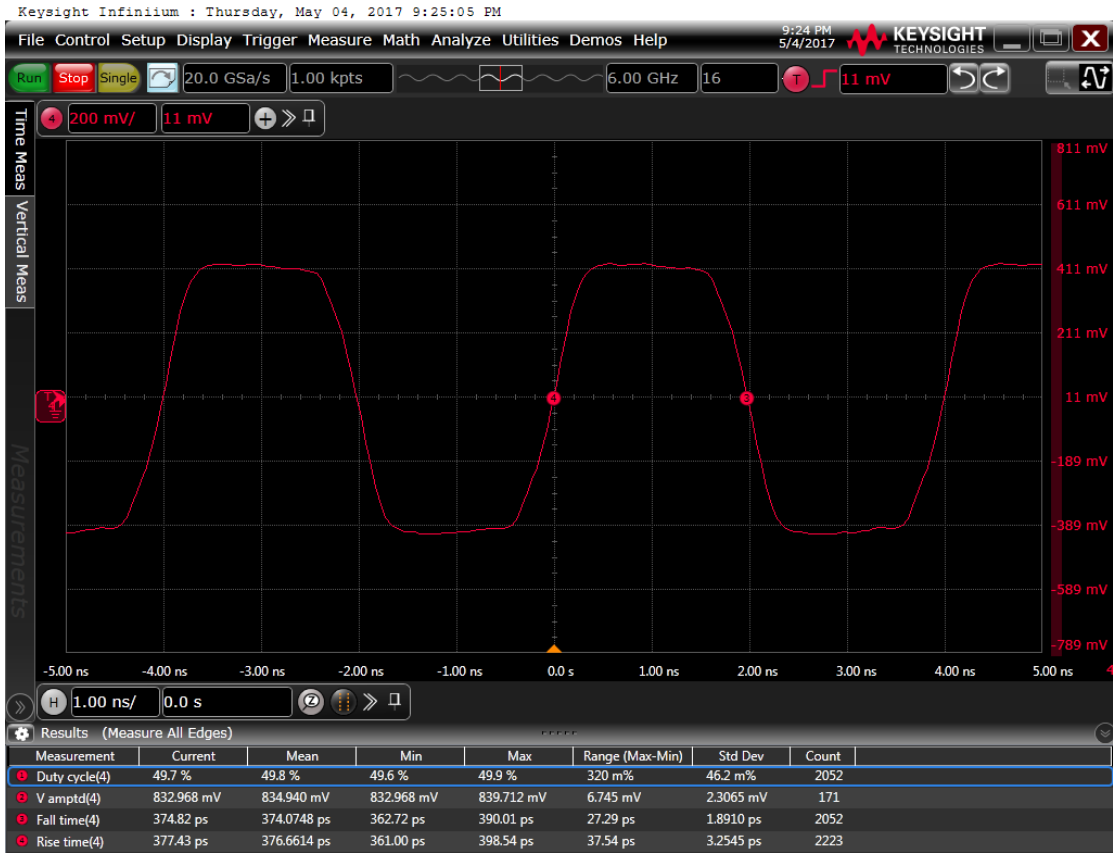 Keysight Infiniium : Thursday, May 04, 2017 9:25:05 PM
File Control Setup Display Trigger Measure Math Analyze Utilities Demos Help
9:24 PM
5/4/2017
KEYSIGHT
TECHNOLOGIES
X
Run Stop Single 20.0 GSa/s 1.00 kpts 6.00 GHz 16 T 11 mV
Time Meas
Vertical Meas
Measurements
4 200 mV/ 11 mV +
811 mV
611 mV
411 mV
211 mV
T
4
3
11 mV
-189 mV
-389 mV
-589 mV
-789 mV
-5.00 ns -4.00 ns -3.00 ns -2.00 ns -1.00 ns 0.0 s 1.00 ns 2.00 ns 3.00 ns 4.00 ns 5.00 ns
H 1.00 ns/ 0.0 s Z
Results (Measure All Edges)
Measurement Current Mean Min Max Range (Max-Min) Std Dev Count
1 Duty cycle(4) 49.7 % 49.8 % 49.6 % 49.9 % 320 m% 46.2 m% 2052
2 V amptd(4) 832.968 mV 834.940 mV 832.968 mV 839.712 mV 6.745 mV 2.3065 mV 171
3 Fall time(4) 374.82 ps 374.0748 ps 362.72 ps 390.01 ps 27.29 ps 1.8910 ps 2052
4 Rise time(4) 377.43 ps 376.6614 ps 361.00 ps 398.54 ps 37.54 ps 3.2545 ps 2223